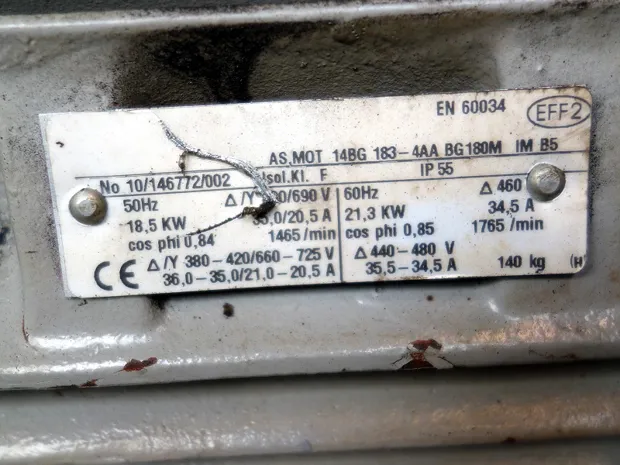 EN 60034 EFF2
AS.MOT 14BG 183-4AA BG180M IM B5
No 10/146772/002 Isol.Kl. F IP 55
50Hz Δ/Y /690 V 60Hz Δ 460
18,5 KW /20,5 A 21,3 KW 34,5 A
cos phi 0,84 1465 /min cos phi 0,85 1765 /min
CE Δ/Y 380-420/660-725 V Δ 440-480 V
36,0-35,0/21,0-20,5 A 35,5-34,5 A 140 kg (H)